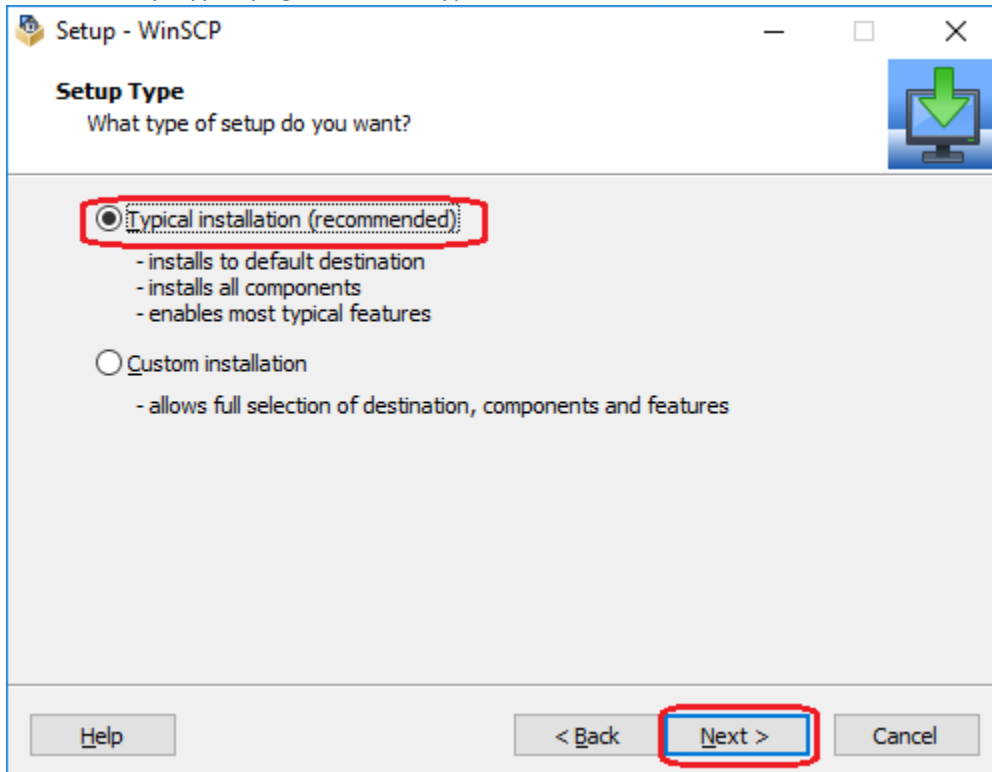 Setup - WinSCP
Setup Type
What type of setup do you want?
Typical installation (recommended)
- installs to default destination
- installs all components
- enables most typical features
Custom installation
- allows full selection of destination, components and features
Help
< Back
Next >
Cancel